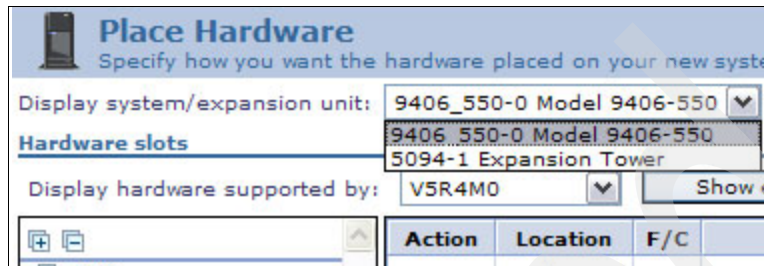 Place Hardware
Specify how you want the hardware placed on your new syste
Display system/expansion unit: 9406_550-0 Model 9406-550
9406_550-0 Model 9406-550
Hardware slots
5094-1 Expansion Tower
Display hardware supported by: V5R4M0 Show
Action Location F/C